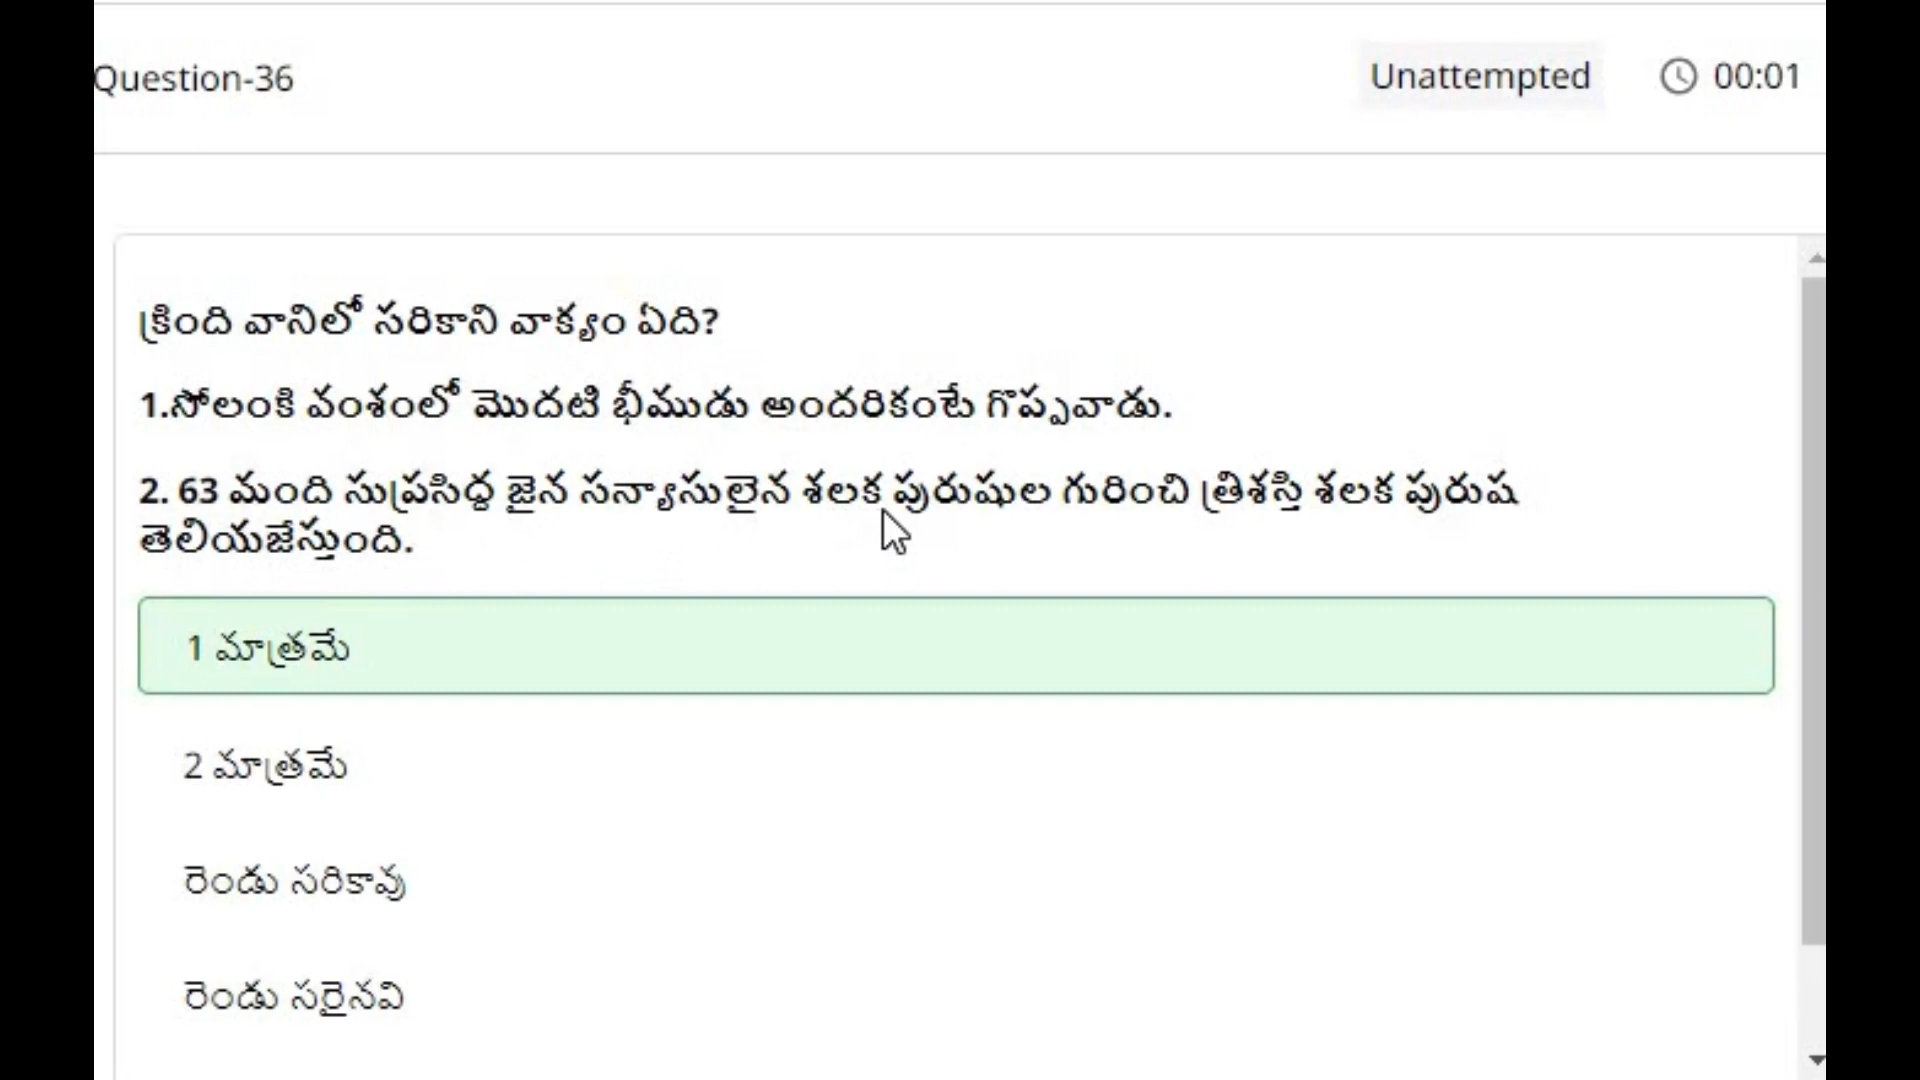 Question-36
Unattempted
00:01
క్రింది వానిలో సరికాని వాక్యం ఏది?
1.సోలంకి వంశంలో మొదటి భీముడు అందరికంటే గొప్పవాడు.
2. 63 మంది సుప్రసిద్ధ జైన సన్యాసులైన శలక పురుషుల గురించి త్రిశస్తి శలక పురుష
తెలియజేస్తుంది.
1 మాత్రమే
2 మాత్రమే
రెండు సరికావు
రెండు సరైనవి